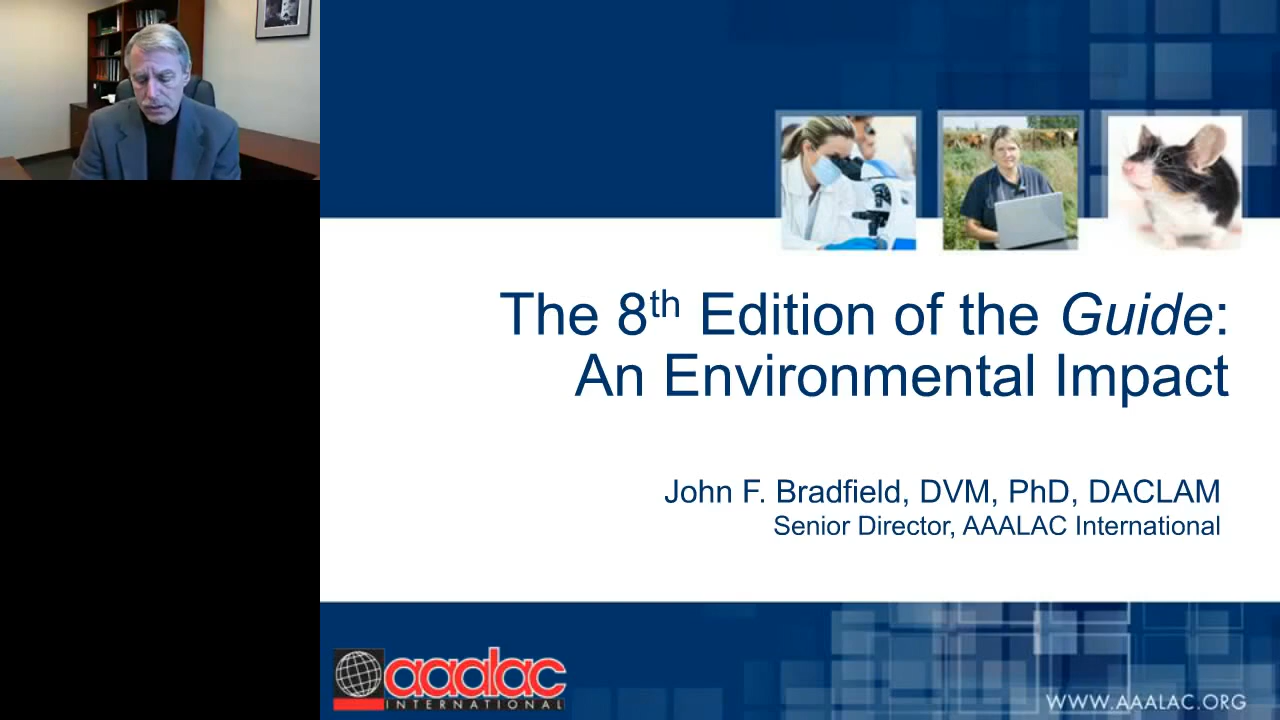 The 8th Edition of the Guide:
An Environmental Impact
John F. Bradfield, DVM, PhD, DACLAM
Senior Director, AAALAC International
aaalac
INTERNATIONAL
WWW.AAALAC.ORG